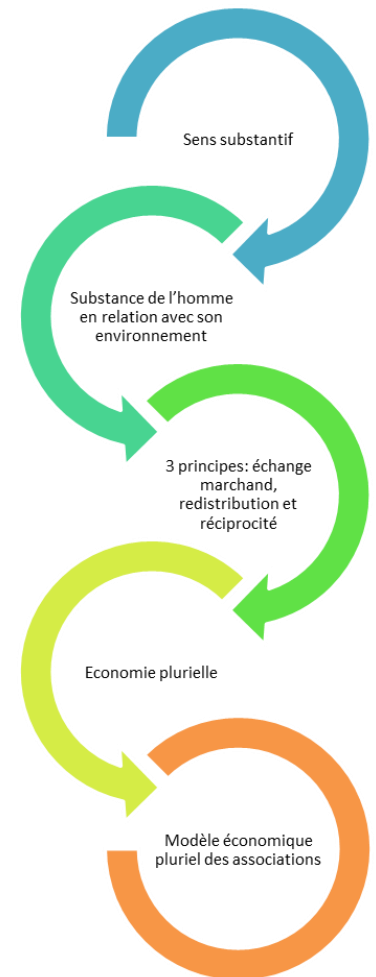 Sens substantif
Substance de l'homme
en relation avec son
environnement
3 principes: échange
marchand,
redistribution et
réciprocité
Economie plurielle
Modèle économique
pluriel des associations